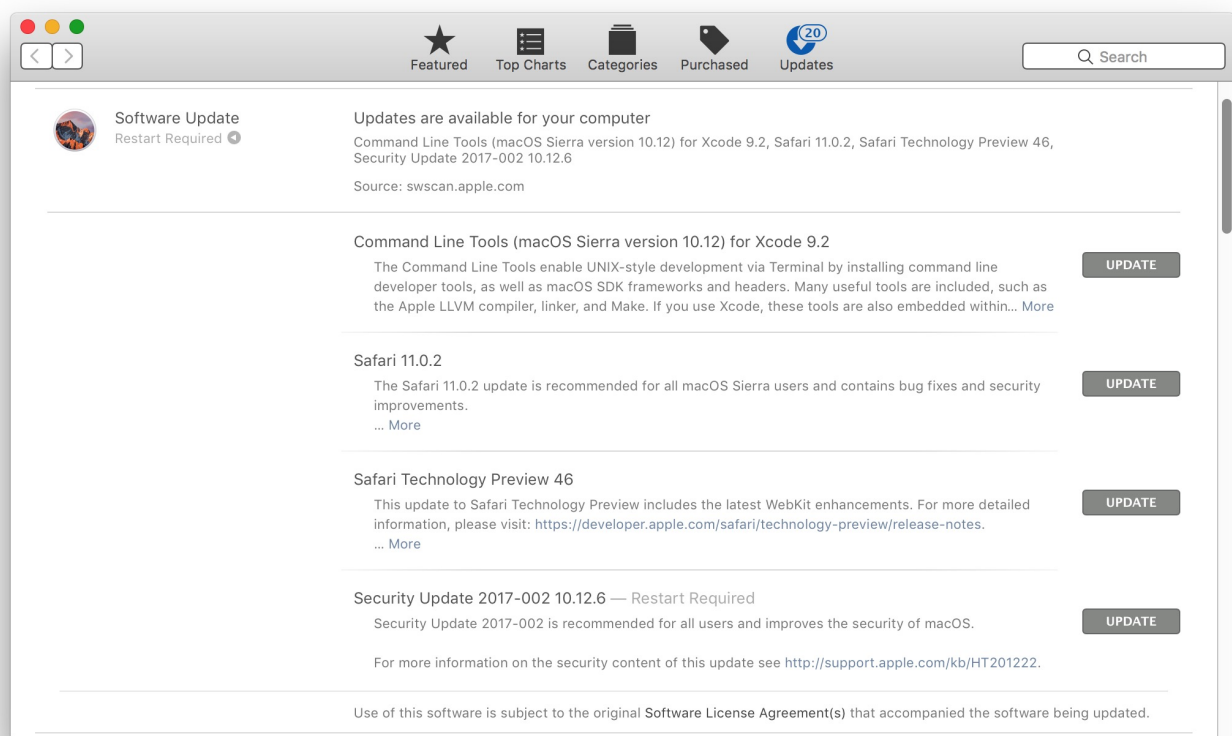 20
Featured
Top Charts
Categories
Purchased
Updates
Search
Software Update
Restart Required
Updates are available for your computer
Command Line Tools (macOS Sierra version 10.12) for Xcode 9.2, Safari 11.0.2, Safari Technology Preview 46,
Security Update 2017-002 10.12.6
Source: swscan.apple.com
Command Line Tools (macOS Sierra version 10.12) for Xcode 9.2
UPDATE
The Command Line Tools enable UNIX-style development via Terminal by installing command line
developer tools, as well as macOS SDK frameworks and headers. Many useful tools are included, such as
the Apple LLVM compiler, linker, and Make. If you use Xcode, these tools are also embedded within... More
Safari 11.0.2
UPDATE
The Safari 11.0.2 update is recommended for all macOS Sierra users and contains bug fixes and security
improvements.
... More
Safari Technology Preview 46
UPDATE
This update to Safari Technology Preview includes the latest WebKit enhancements. For more detailed
information, please visit: https://developer.apple.com/safari/technology-preview/release-notes.
... More
Security Update 2017-002 10.12.6 — Restart Required
UPDATE
Security Update 2017-002 is recommended for all users and improves the security of macOS.
For more information on the security content of this update see http://support.apple.com/kb/HT201222.
Use of this software is subject to the original Software License Agreement(s) that accompanied the software being updated.